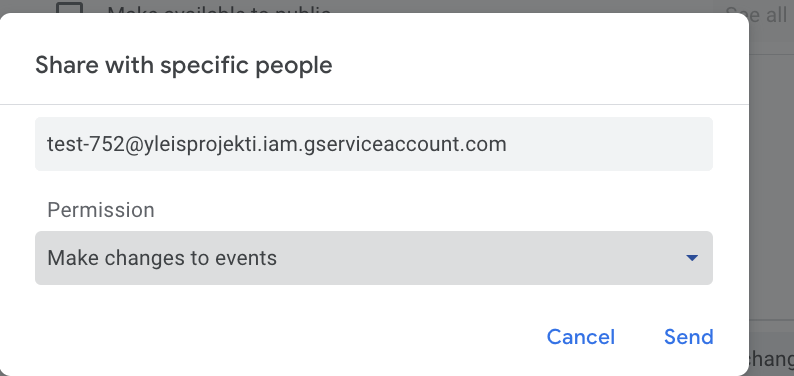 Make available to public
See all
Share with specific people
test-752@yleisprojekti.iam.gserviceaccount.com
Permission
Make changes to events
Cancel Send
chang